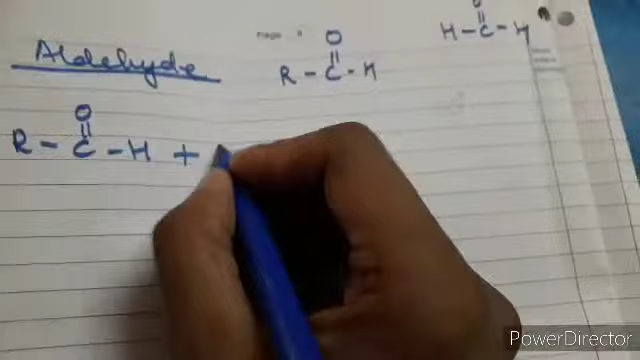 O
H-C-H
Aldehyde
O
R-C-H
O
R-C-H +
PowerDirector